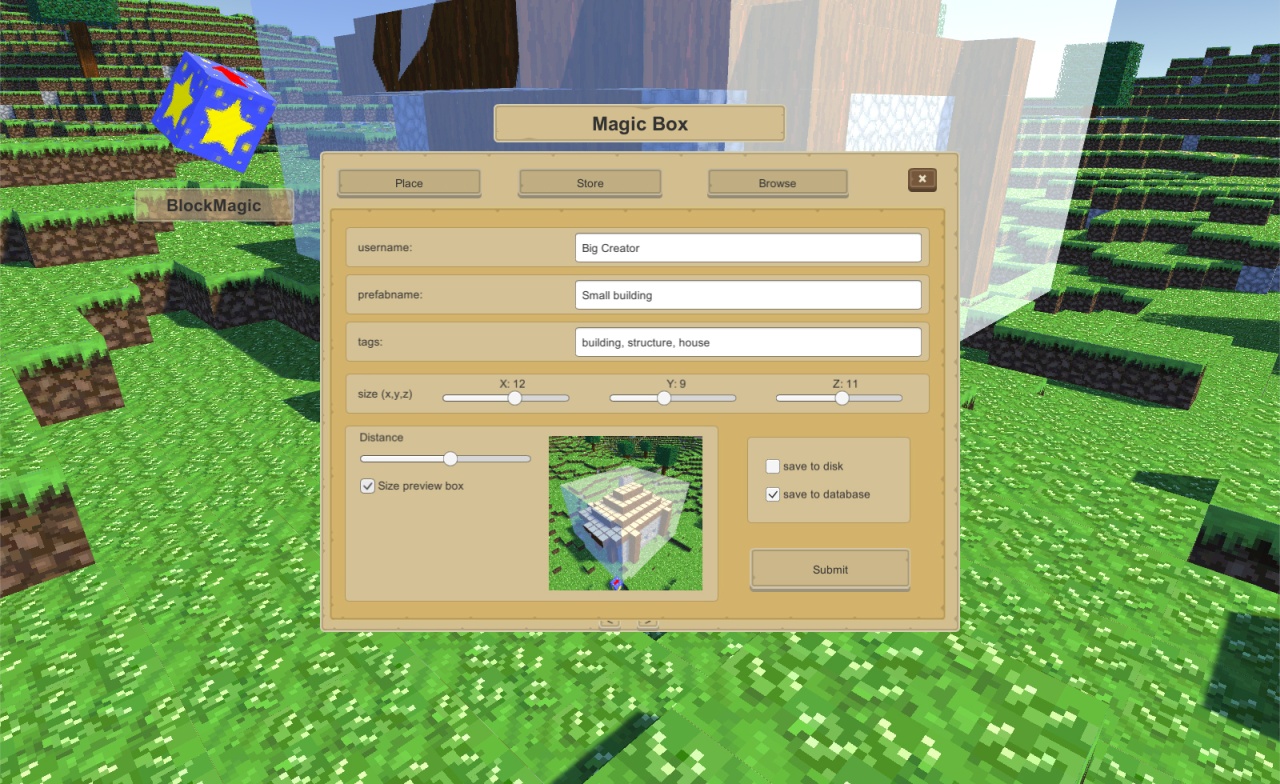 Magic Box
Place Store Browse x
BlockMagic
username: Big Creator
prefabname: Small building
tags: building, structure, house
X: 12 Y: 9 Z: 11
size (x,y,z)
Distance
save to disk
Size preview box
save to database
Submit